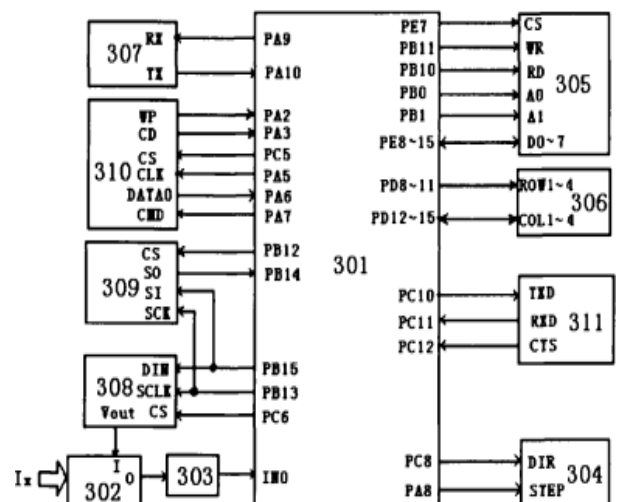 RX PA9
307
TX PA10
WP PA2
CD PA3
CS PC5
310 CLK PA5
DATA0 PA6
CMD PA7
CS PB12
SO PB14
309 SI
SCK
DIN PB15
308 SCLK PB13
Vout CS PC6
Ix I O 303 IN0
302
301
PE7 CS
PB11 WR
PB10 RD
305
PB0 A0
PB1 A1
PE8~15 D0~7
PD8~11 ROW1~4
306
PD12~15 COL1~4
PC10 TXD
PC11 RXD 311
PC12 CTS
PC8 DIR
304
PA8 STEP